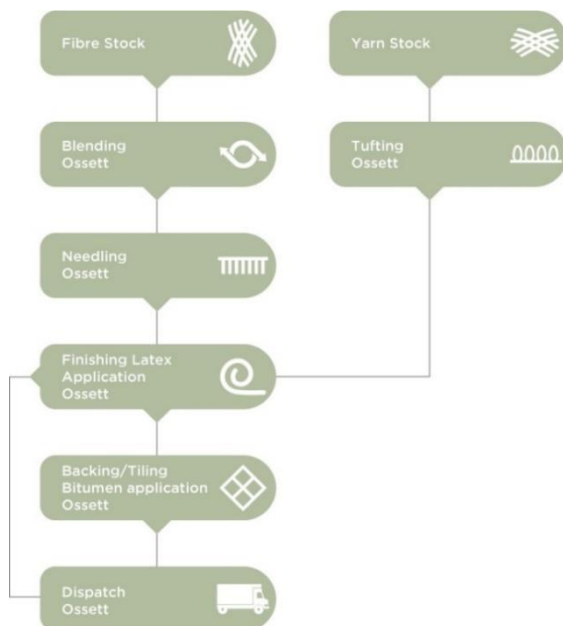 Fibre Stock
Yarn Stock
Blending
Ossett
Tufting
Ossett
Needling
Ossett
Finishing Latex
Application
Ossett
Backing/Tiling
Bitumen application
Ossett
Dispatch
Ossett